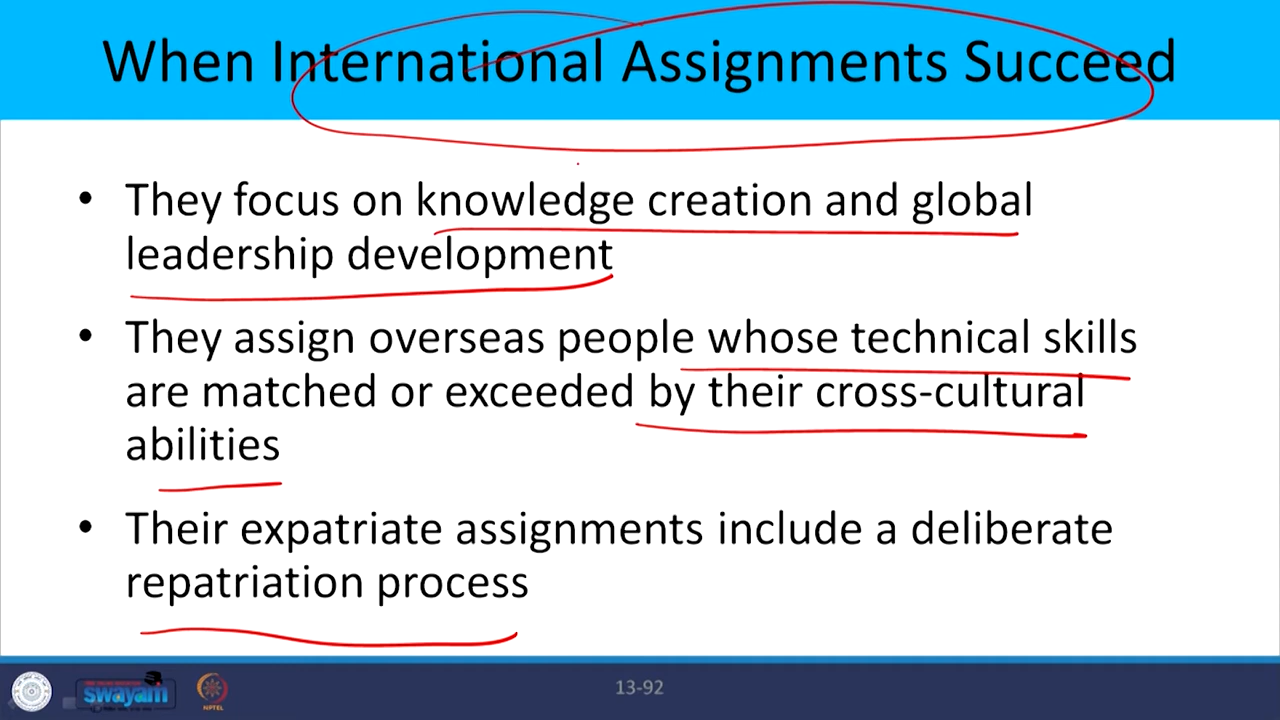 When International Assignments Succeed
• They focus on knowledge creation and global
leadership development
• They assign overseas people whose technical skills
are matched or exceeded by their cross-cultural
abilities
• Their expatriate assignments include a deliberate
repatriation process
swayam
NPTEL
13-92